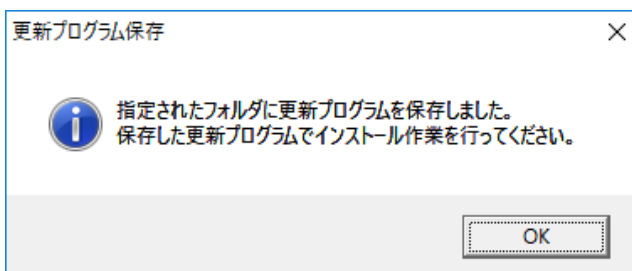 更新プログラム保存
指定されたフォルダに更新プログラムを保存しました。
保存した更新プログラムでインストール作業を行ってください。
OK